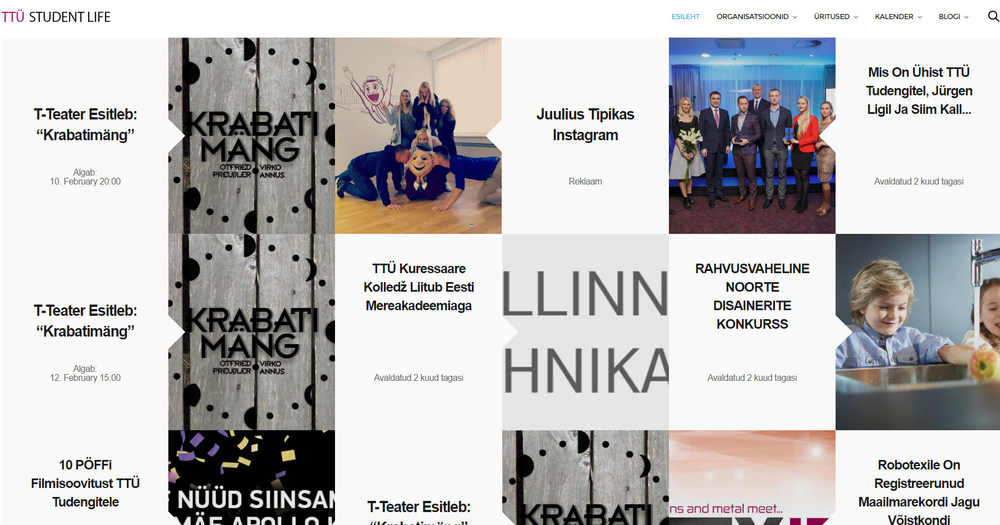 TTÜ STUDENT LIFE
ESILEHT
ORGANISATSIOONID
ÜRITUSED
KALENDER
BLOGI
T-Teater Esitleb:
“Krabatimäng”
Algab:
10. February 20:00
KRABATI
MÄNG
OTFRIED VIRKO
PREUßLER ANNUS
Juulius Tipikas
Instagram
Reklaam
Mis On Ühist TTÜ
Tudengitel, Jürgen
Ligil Ja Siim Kall...
Avaldatud 2 kuud tagasi
T-Teater Esitleb:
“Krabatimäng”
Algab:
12. February 15:00
KRABATI
MÄNG
OTFRIED VIRKO
PREUßLER ANNUS
TTÜ Kuressaare
Kolledž Liitub Eesti
Mereakadeemiaga
Avaldatud 2 kuud tagasi
LLINN
HNIKA
RAHVUSVAHELINE
NOORTE
DISAINERITE
KONKURSS
Avaldatud 2 kuud tagasi
10 PÖFFi
Filmisoovitust TTÜ
Tudengitele
NÜÜD SIINSAM
MÄE APOLLO
T-Teater Esitleb:
“Krabatimäng”
KRABATI
ns and metal meet...
Robotexile On
Registreerunud
Maailmarekordi Jagu
Võistkondi